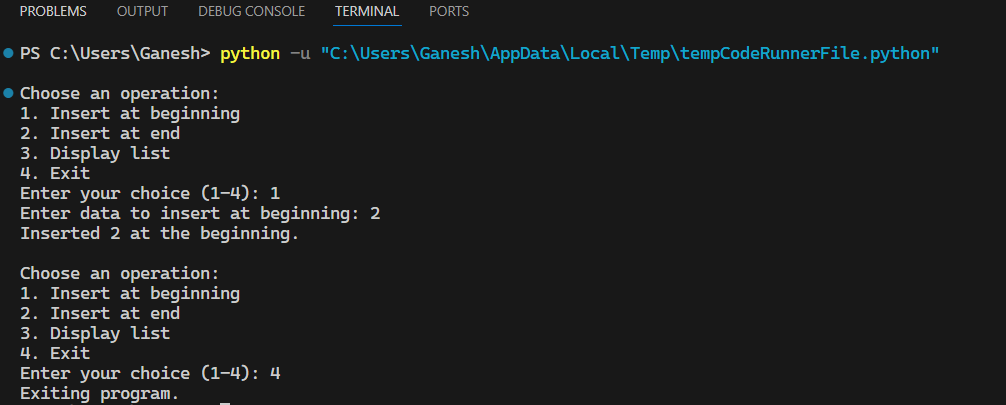 PROBLEMS OUTPUT DEBUG CONSOLE TERMINAL PORTS
PS C:\Users\Ganesh> python -u "C:\Users\Ganesh\AppData\Local\Temp\tempCodeRunnerFile.python"
Choose an operation:
1. Insert at beginning
2. Insert at end
3. Display list
4. Exit
Enter your choice (1-4): 1
Enter data to insert at beginning: 2
Inserted 2 at the beginning.
Choose an operation:
1. Insert at beginning
2. Insert at end
3. Display list
4. Exit
Enter your choice (1-4): 4
Exiting program.